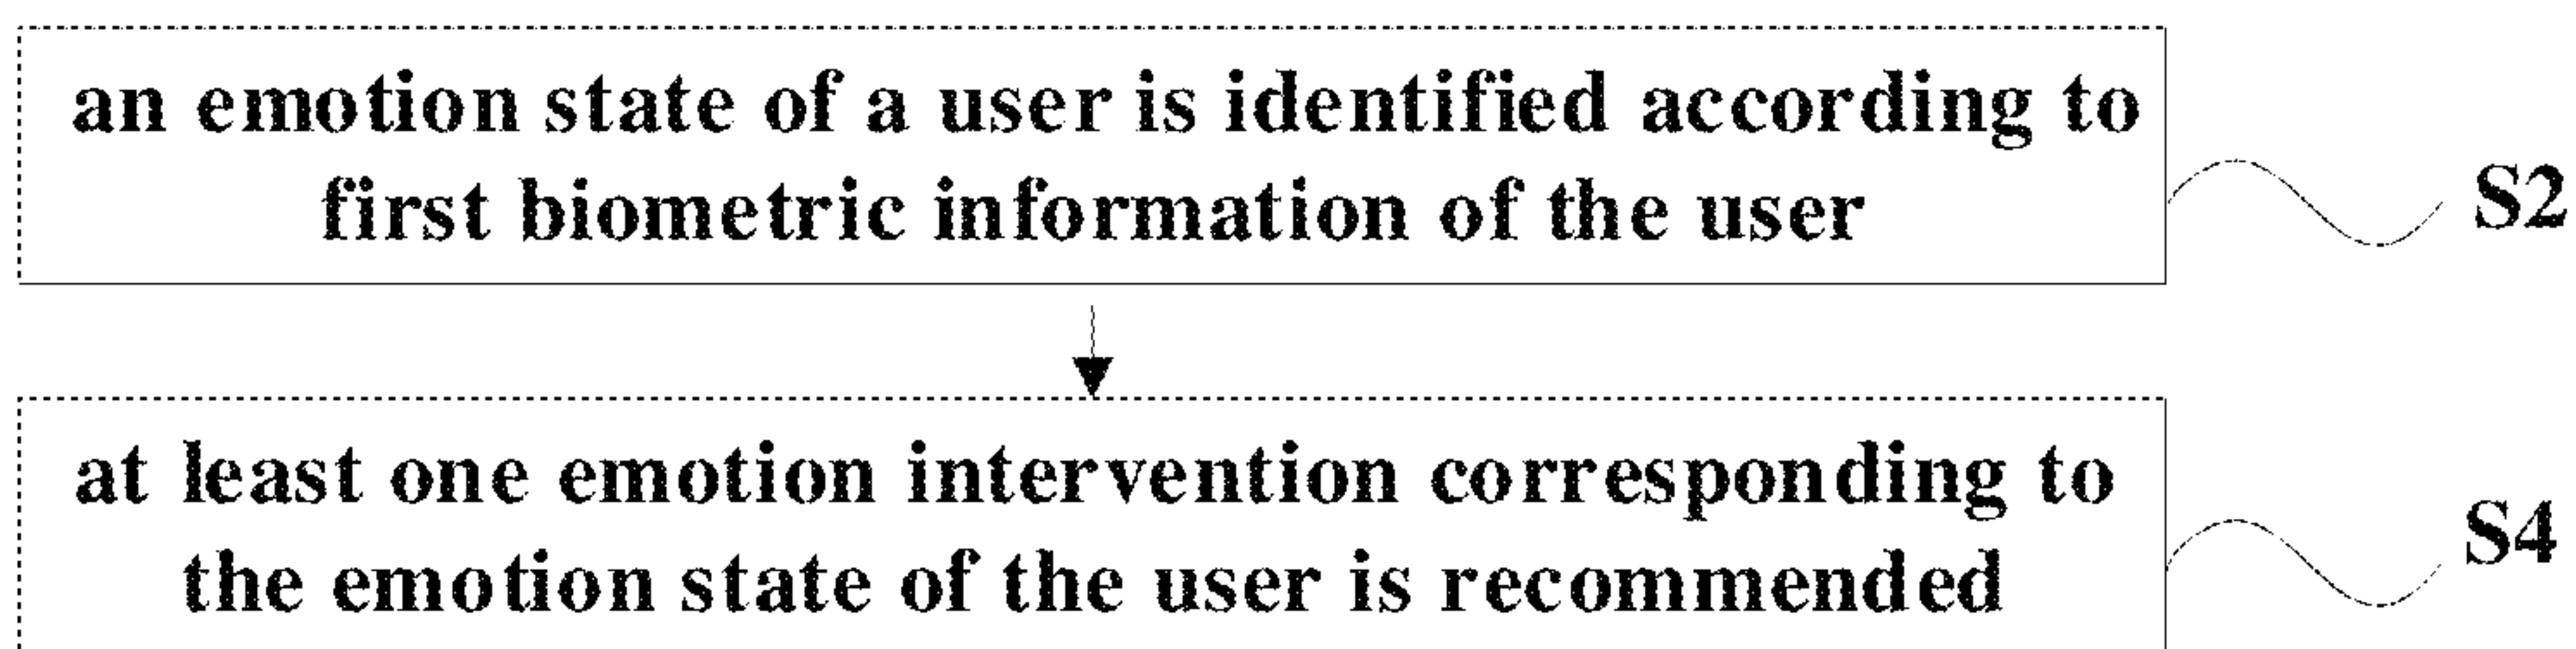 an emotion state of a user is identified according to
first biometric information of the user
S2
at least one emotion intervention corresponding to
the emotion state of the user is recommended
S4